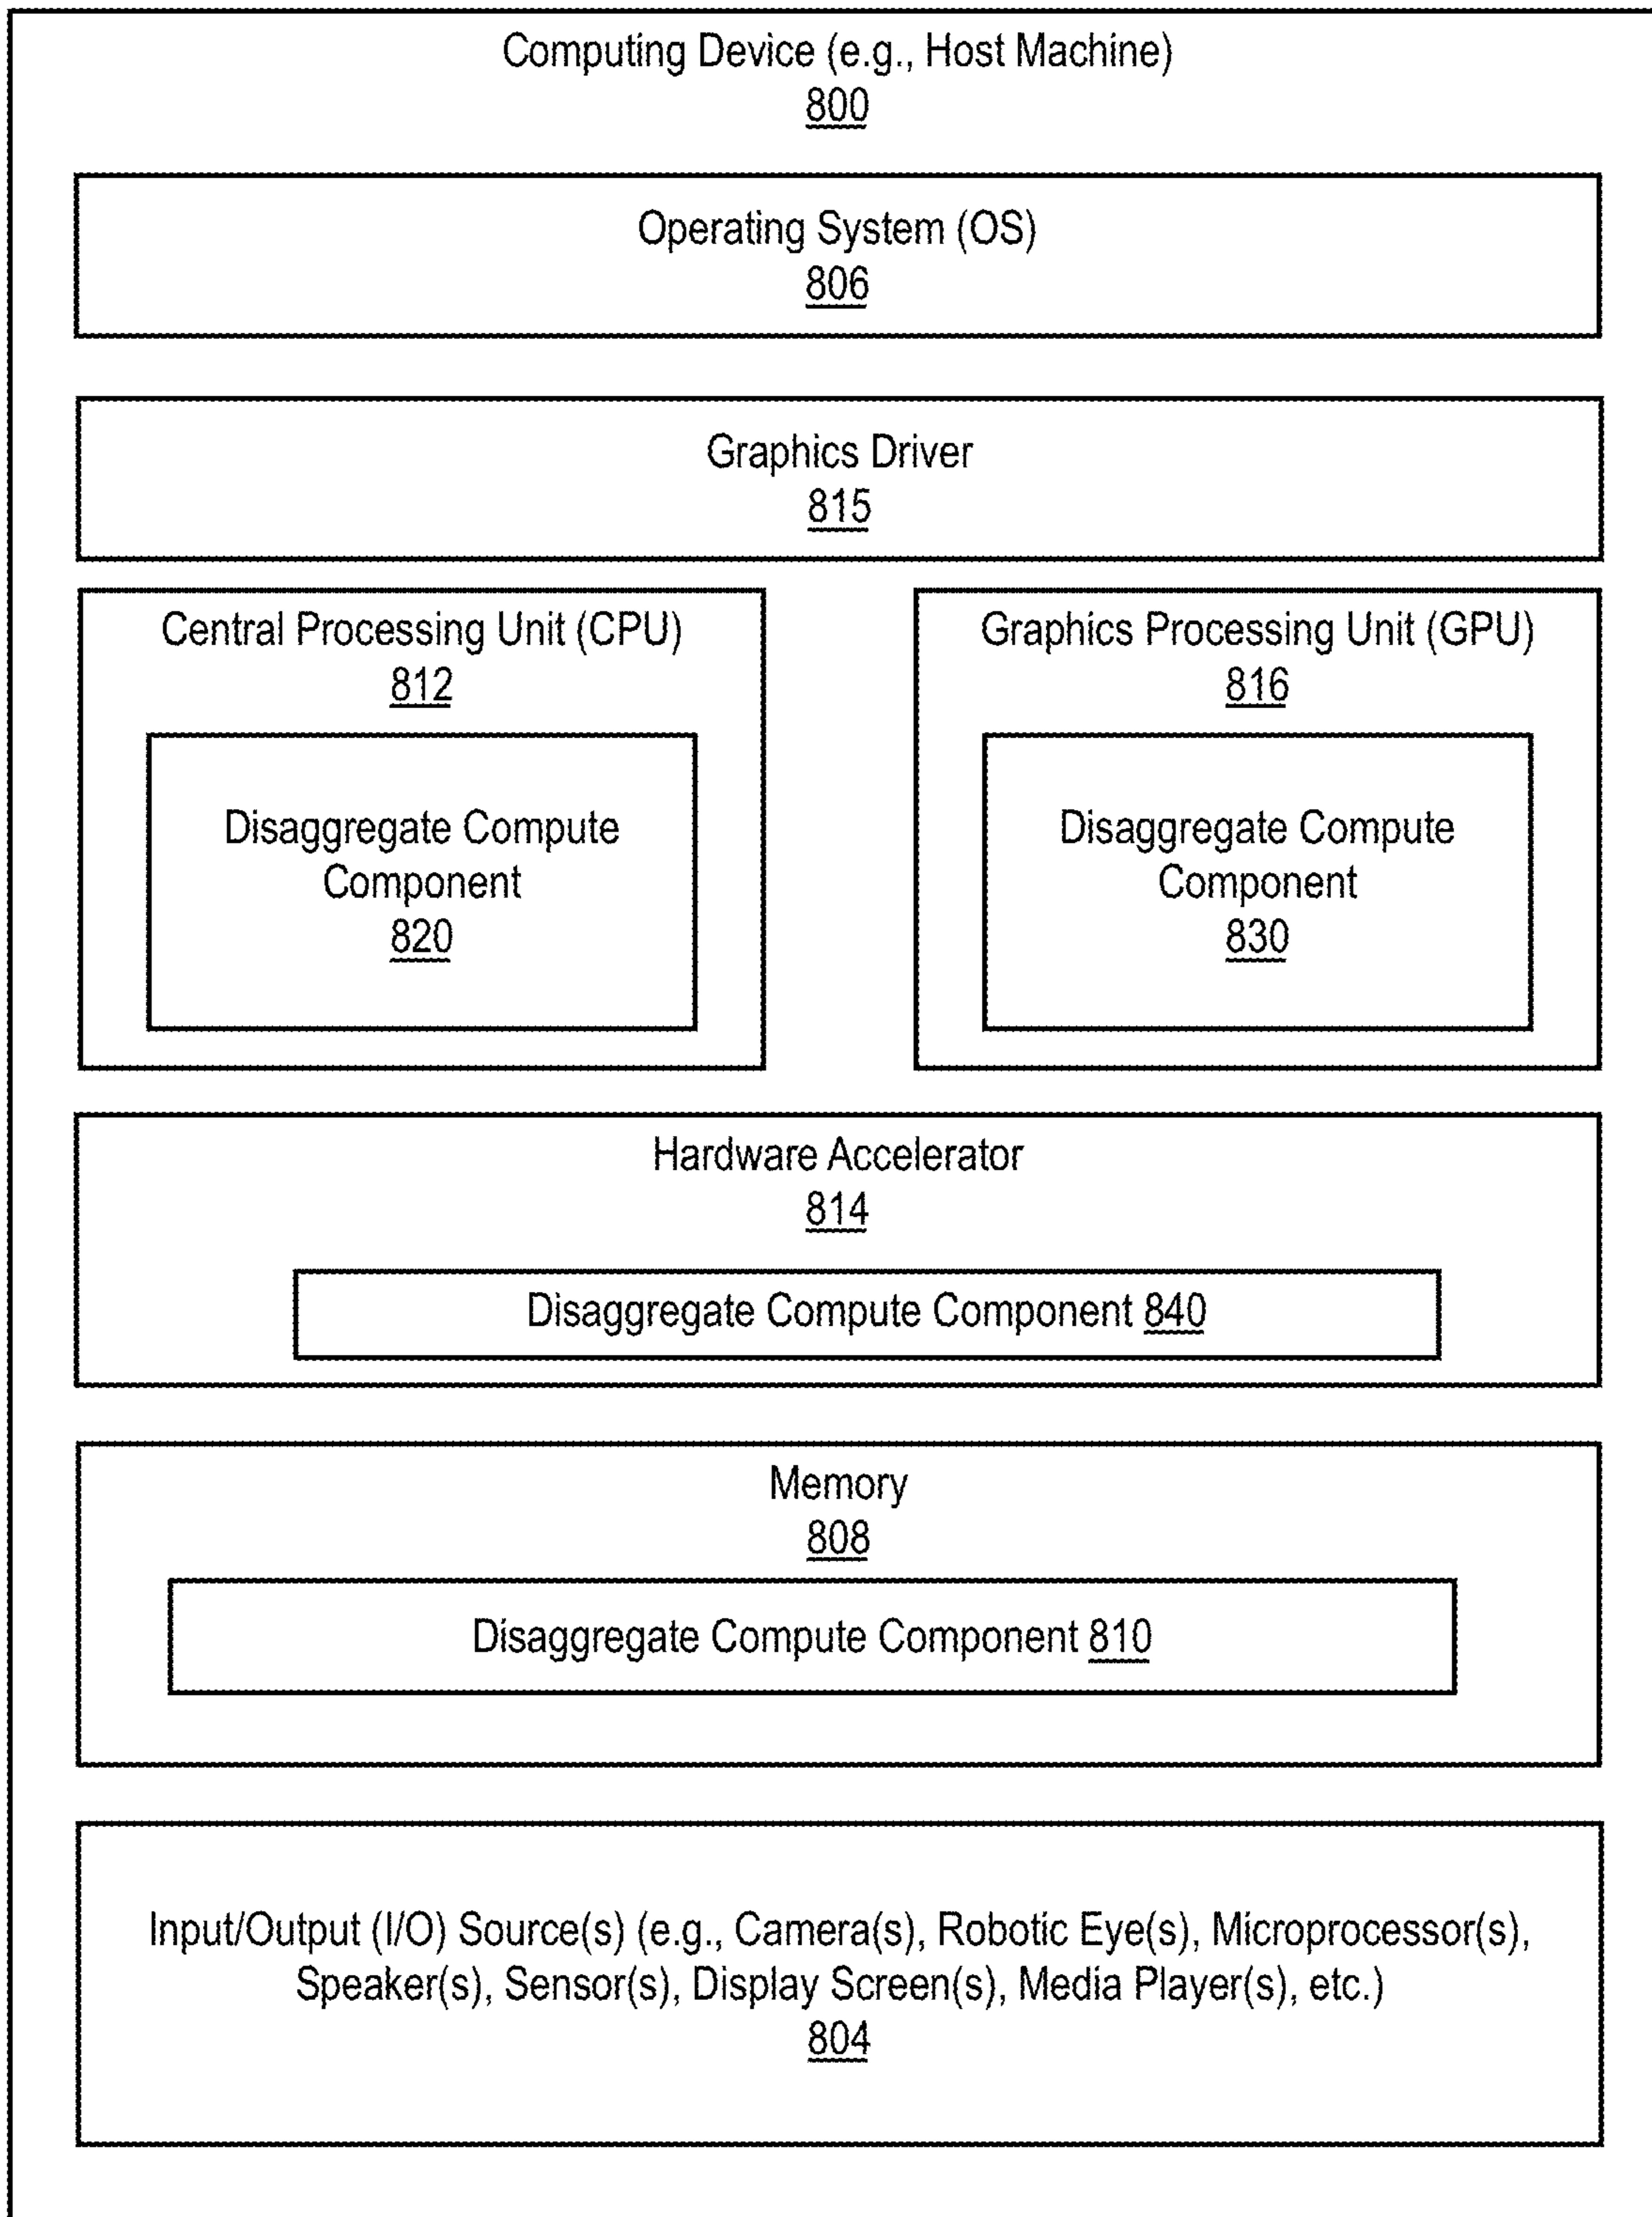 Computing Device (e.g., Host Machine)
800
Operating System (OS)
806
Graphics Driver
815
Central Processing Unit (CPU)
812
Disaggregate Compute
Component
820
Graphics Processing Unit (GPU)
816
Disaggregate Compute
Component
830
Hardware Accelerator
814
Disaggregate Compute Component 840
Memory
808
Disaggregate Compute Component 810
Input/Output (I/O) Source(s) (e.g., Camera(s), Robotic Eye(s), Microprocessor(s),
Speaker(s), Sensor(s), Display Screen(s), Media Player(s), etc.)
804